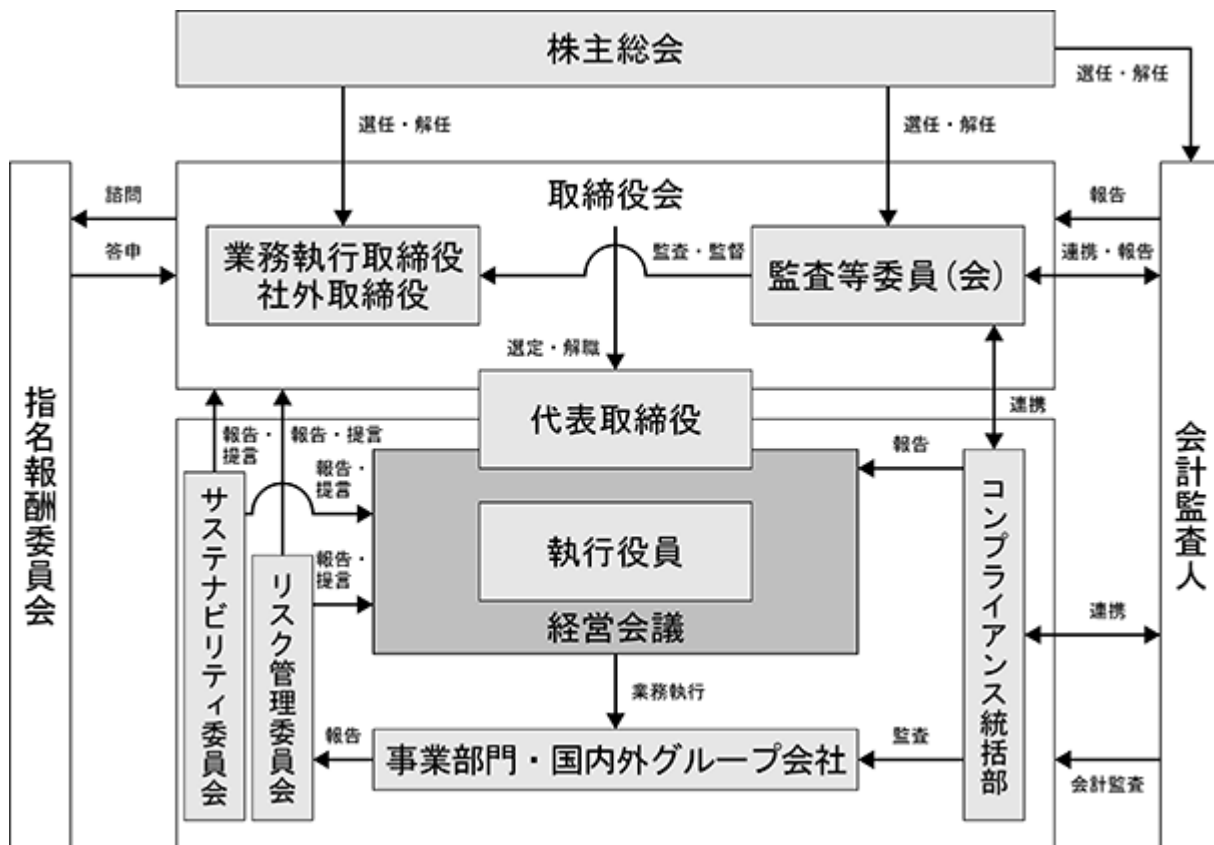 株主総会
選任・解任
選任・解任
選任・解任
取締役会
諮問
答申
業務執行取締役
社外取締役
監査・監督
監査等委員(会)
報告
連携・報告
選定・解職
代表取締役
連携
指名報酬委員会
会計監査人
報告・
提言
報告・提言
報告・
提言
報告
サステナビリティ委員会
リスク管理委員会
執行役員
報告・
提言
経営会議
コンプライアンス統括部
連携
業務執行
報告
事業部門・国内外グループ会社
監査
会計監査